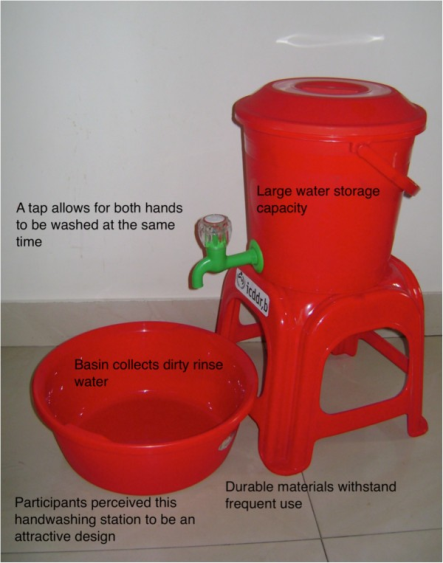 Large water storage
capacity
A tap allows for both hands
to be washed at the same
time
icddr,b
Basin collects dirty rinse
water
Durable materials withstand
frequent use
Participants perceived this
handwashing station to be an
attractive design